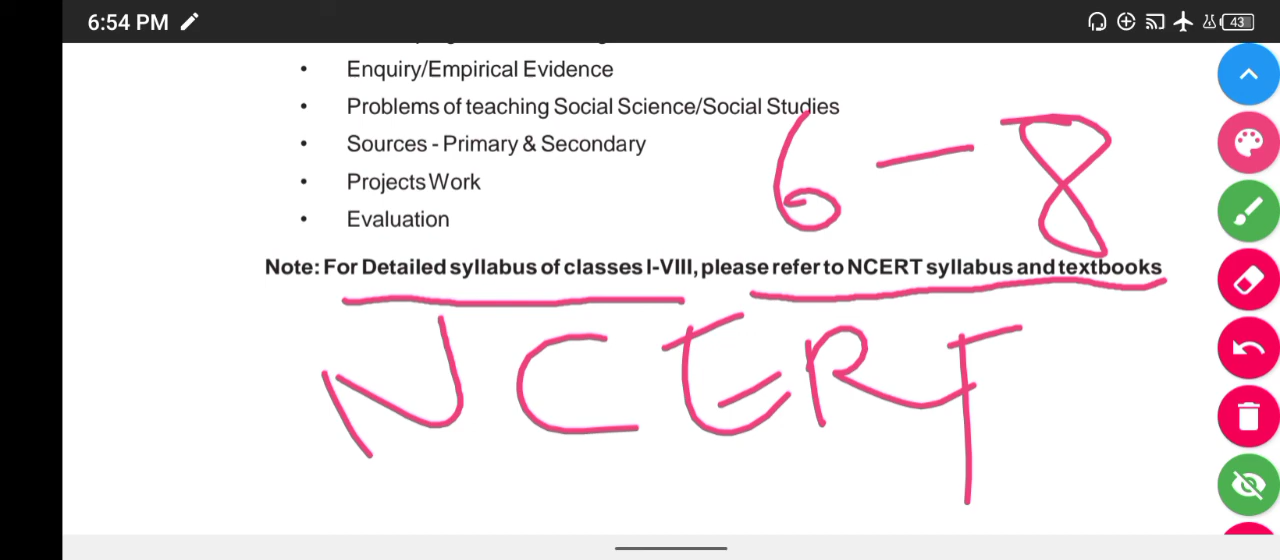 6:54 PM
43
• Enquiry/Empirical Evidence
• Problems of teaching Social Science/Social Studies
• Sources - Primary & Secondary
• Projects Work
• Evaluation
6 - 8
Note: For Detailed syllabus of classes I-VIII, please refer to NCERT syllabus and textbooks
NCERT